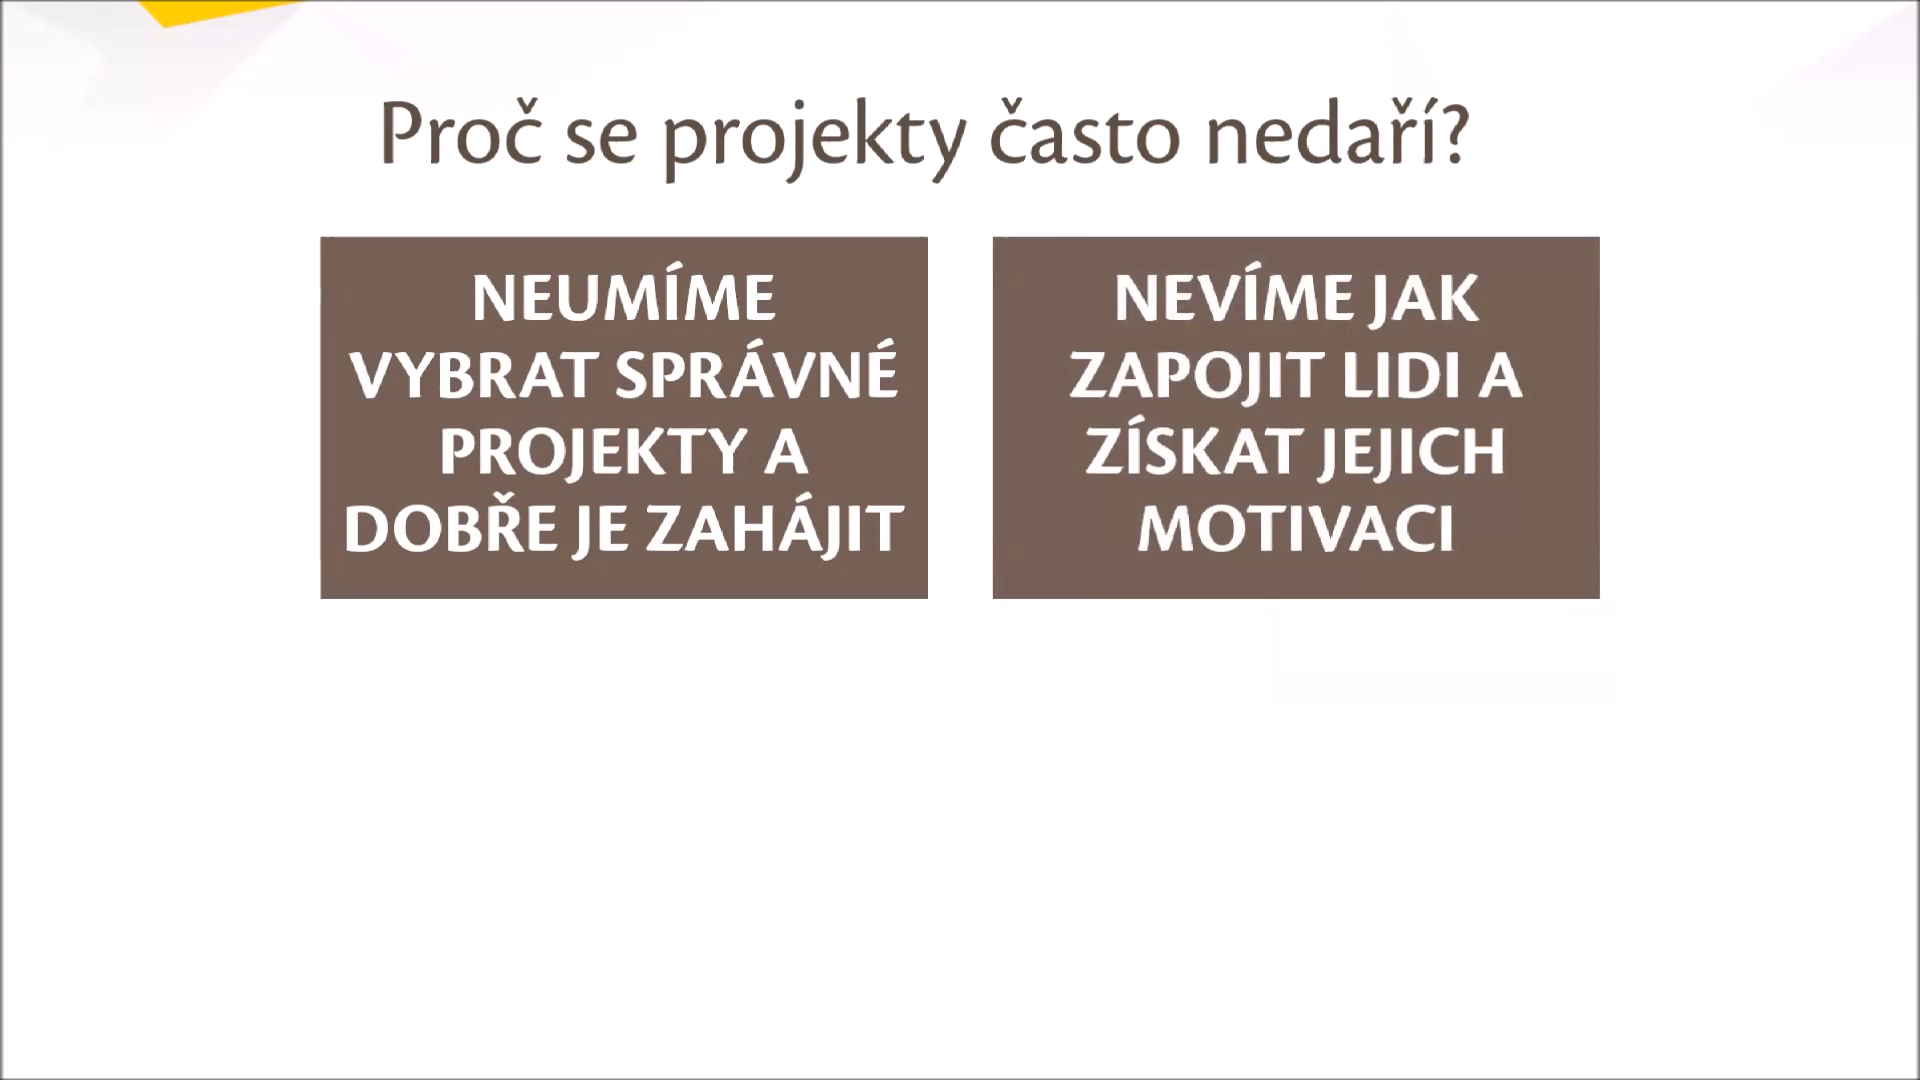 Proč se projekty často nedaří?
NEUMÍME
VYBRAT SPRÁVNÉ
PROJEKTY A
DOBŘE JE ZAHÁJIT
NEVÍME JAK
ZAPOJIT LIDI A
ZÍSKAT JEJICH
MOTIVACI